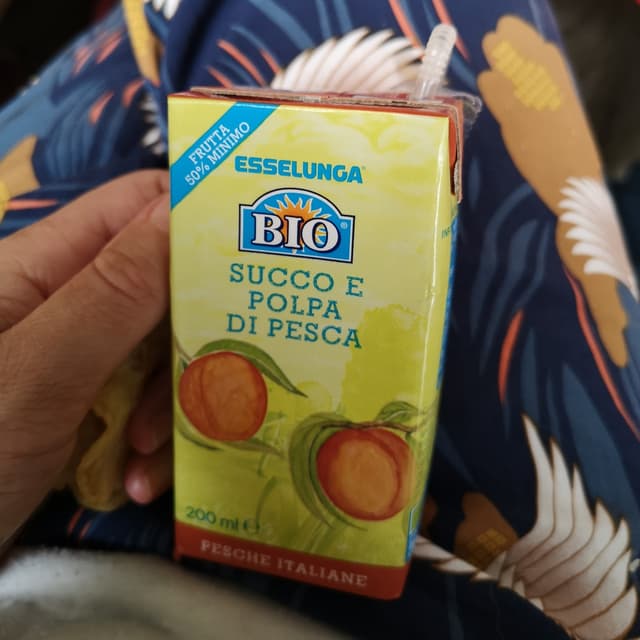 FRUTTA
50% MINIMO
ESSELUNGA
BIO®
SUCCO E
POLPA
DI PESCA
200 ml e
PESCHE ITALIANE